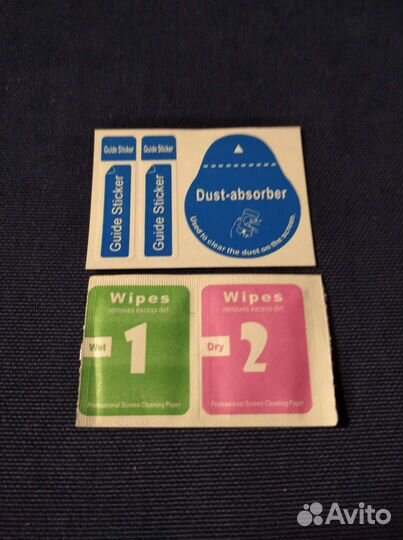 Guide Sticker
Guide Sticker
Guide Sticker
Guide Sticker
Dust-absorber
Used to clear the dust on the screen.
Wipes
removes excess dirt
Wet
1
Professional Screen Cleaning Paper
Wipes
removes excess dirt
Dry
2
Professional Screen Cleaning Paper
Avito